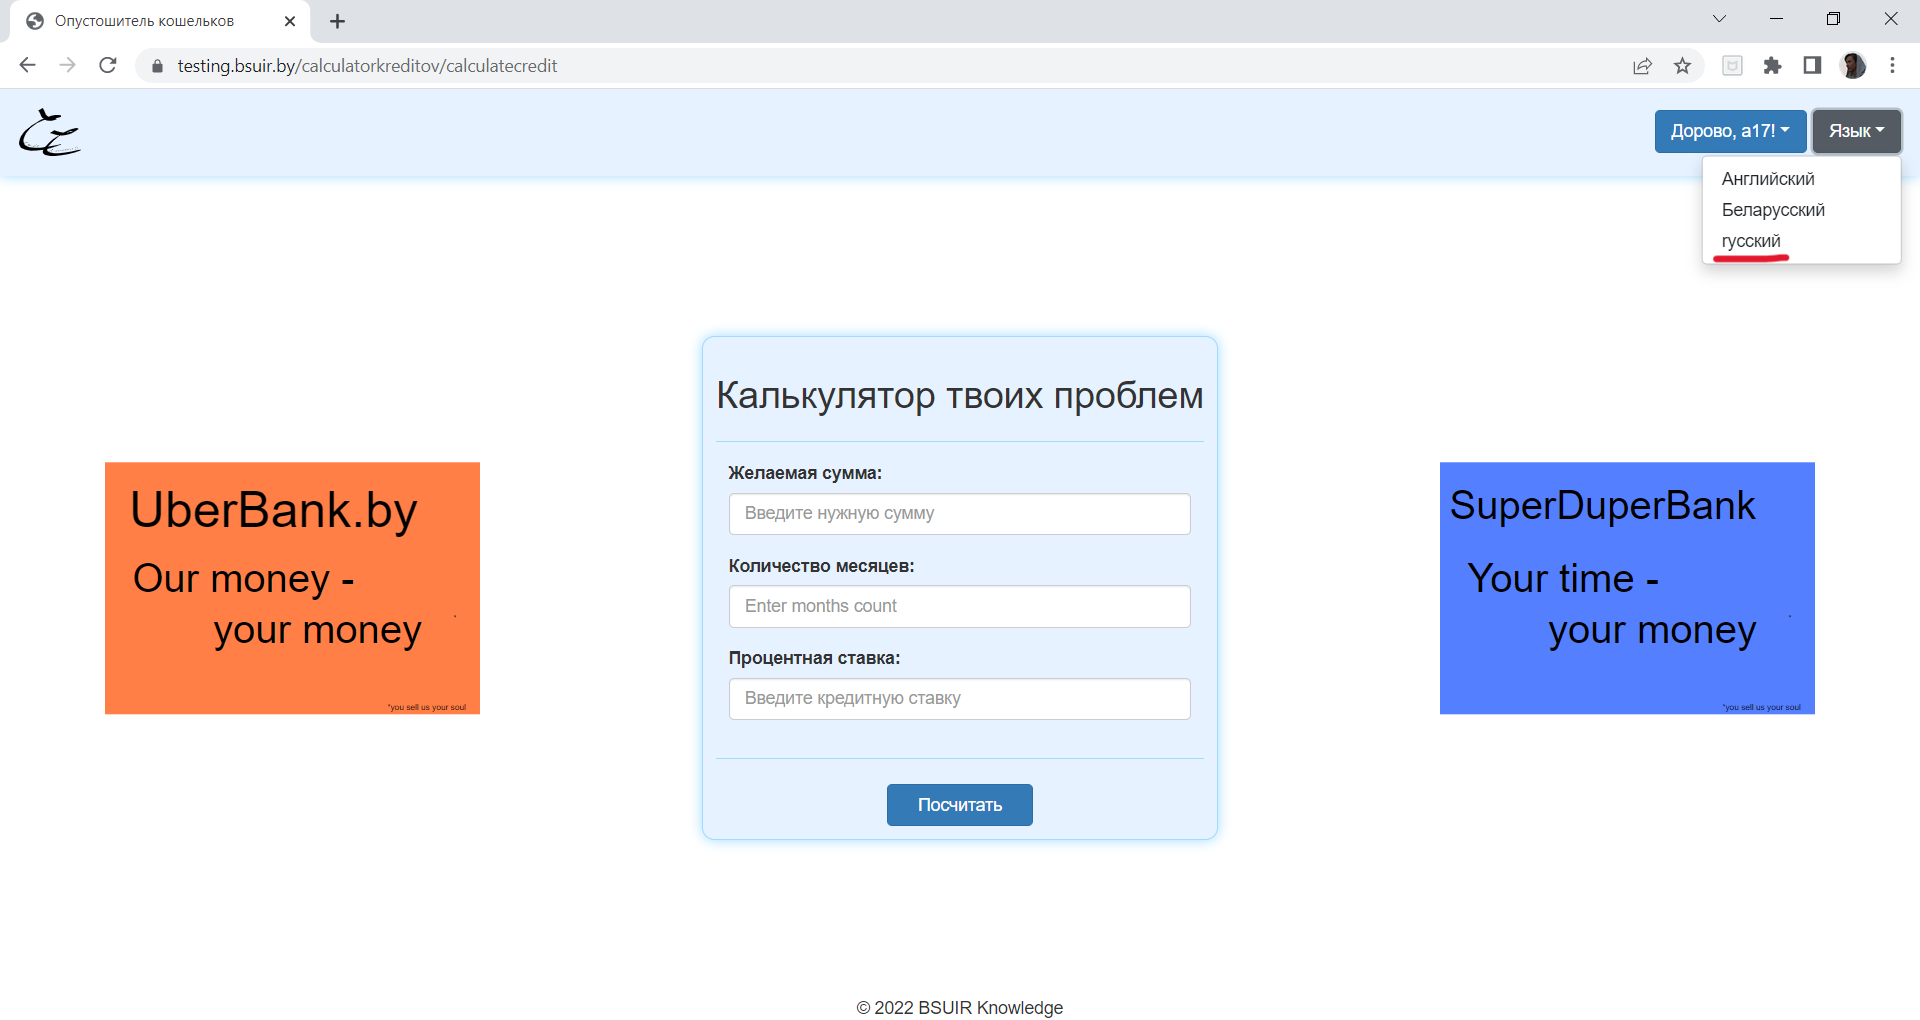 Опустошитель кошельков
testing.bsuir.by/calculatorkreditov/calculatecredit
Дорово, а17!
Язык
Английский
Беларусский
rусский
Калькулятор твоих проблем
Желаемая сумма:
Введите нужную сумму
Количество месяцев:
Enter months count
Процентная ставка:
Введите кредитную ставку
Посчитать
UberBank.by
Our money -
your money
*you sell us your soul
SuperDuperBank
Your time -
your money
*you sell us your soul
© 2022 BSUIR Knowledge